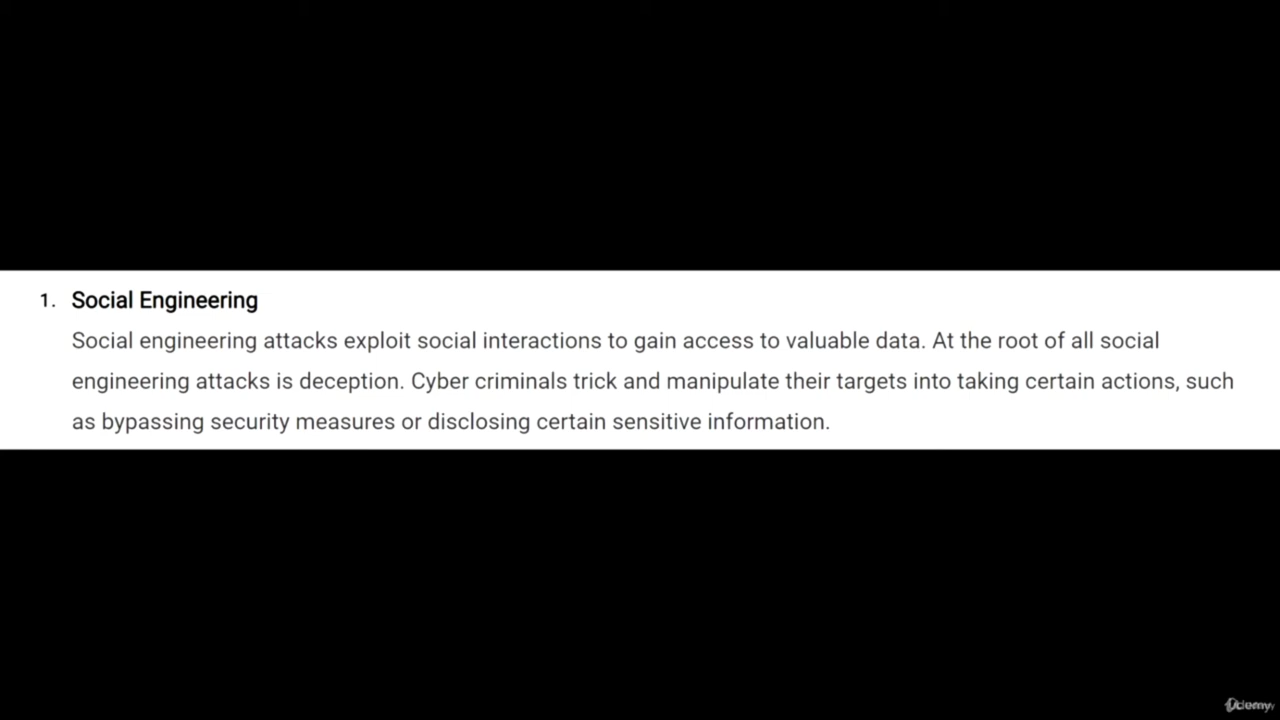 1. Social Engineering
Social engineering attacks exploit social interactions to gain access to valuable data. At the root of all social
engineering attacks is deception. Cyber criminals trick and manipulate their targets into taking certain actions, such
as bypassing security measures or disclosing certain sensitive information.
Udemy